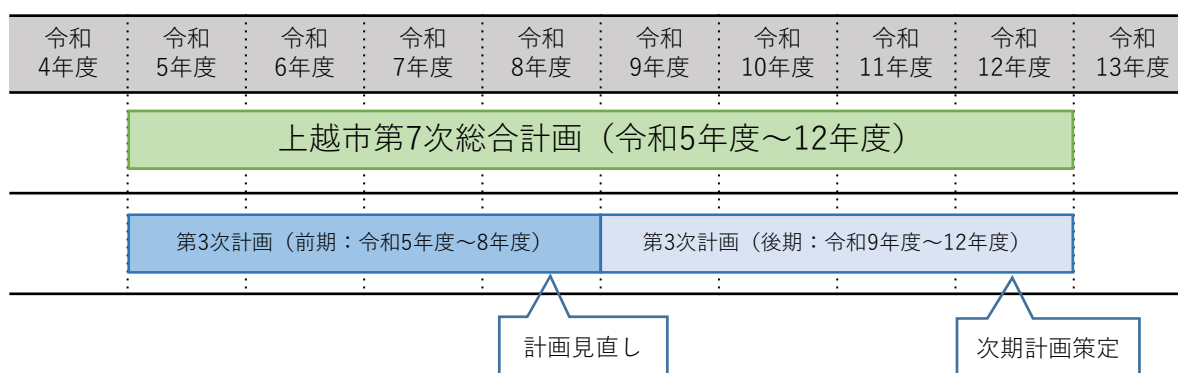 令和
4年度
令和
5年度
令和
6年度
令和
7年度
令和
8年度
令和
9年度
令和
10年度
令和
11年度
令和
12年度
令和
13年度
上越市第7次総合計画（令和5年度～12年度）
第3次計画（前期：令和5年度～8年度）
第3次計画（後期：令和9年度～12年度）
計画見直し
次期計画策定